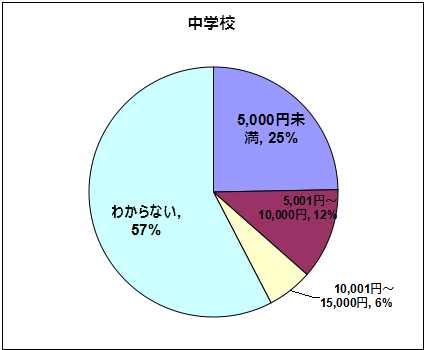 中学校
5,000円未
満, 25%
5,001円～
10,000円, 12%
10,001円～
15,000円, 6%
わからない,
57%